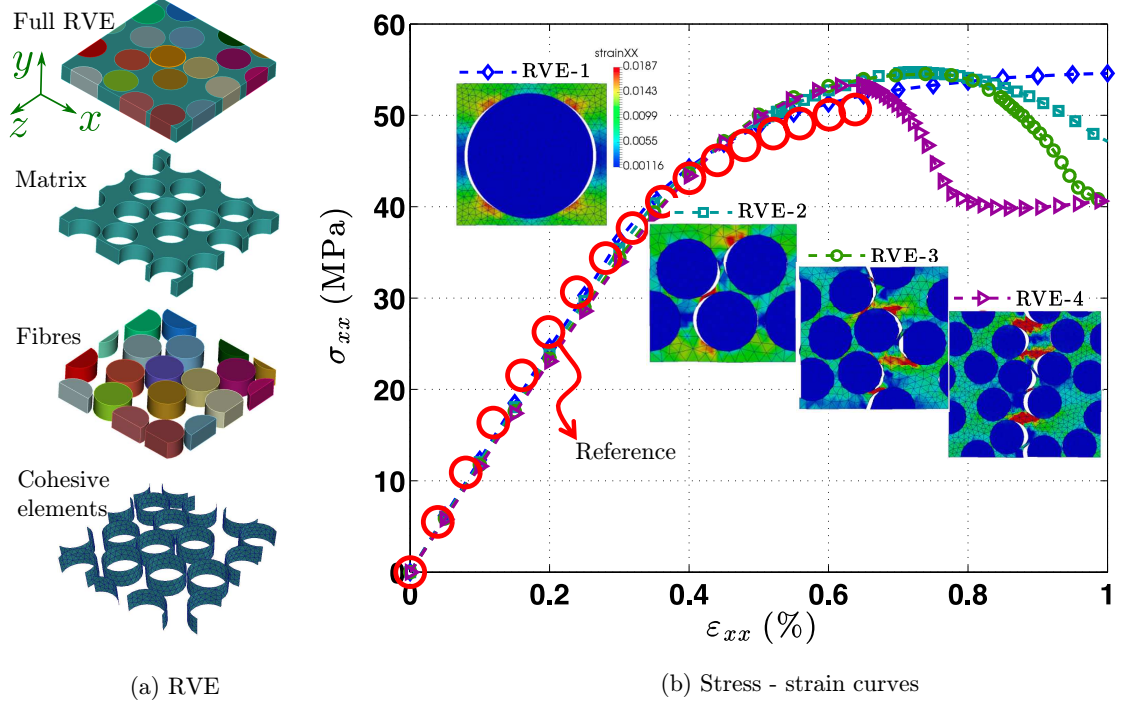 Full RVE
y
z
x
Matrix
Fibres
Cohesive
elements
(a) RVE
σxx (MPa)
60
50
40
30
20
10
0
0
0.2
0.4
0.6
0.8
1
εxx (%)
RVE-1
strainXX
0.0187
0.0143
0.0099
0.0055
0.00116
RVE-2
RVE-3
RVE-4
Reference
(b) Stress - strain curves